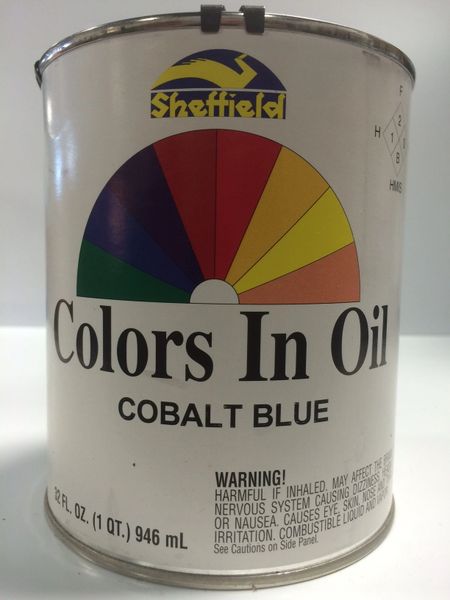 Sheffield
F
2
H 1
B
HMIS
Colors In Oil
COBALT BLUE
WARNING!
HARMFUL IF INHALED. MAY AFFECT THE
NERVOUS SYSTEM CAUSING DIZZINESS,
OR NAUSEA. CAUSES EYE, SKIN, NOSE AND
IRRITATION. COMBUSTIBLE LIQUID AND
See Cautions on Side Panel.
32 FL. OZ. (1 QT.) 946 mL